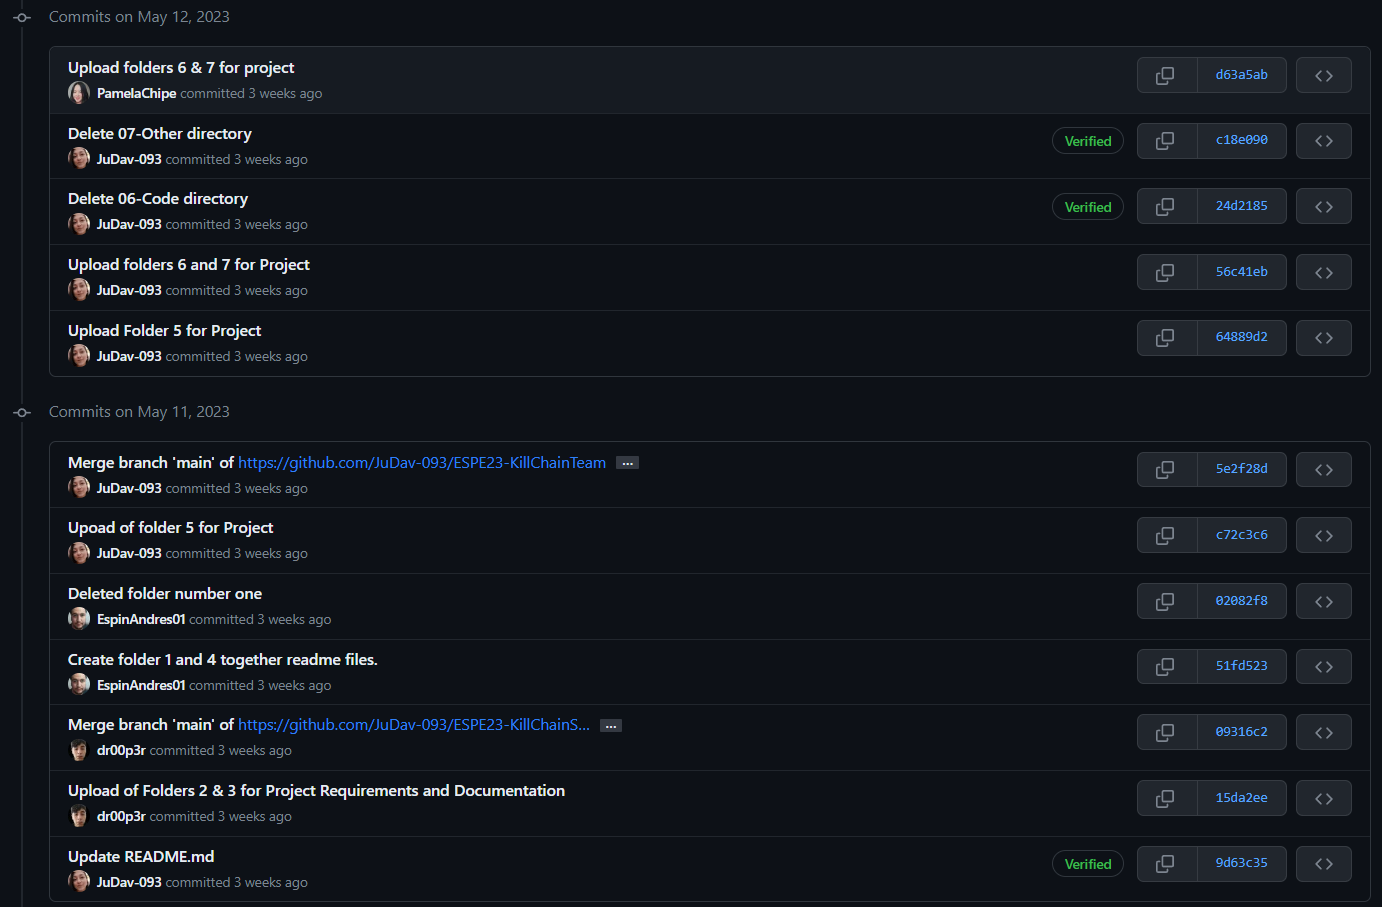 Commits on May 12, 2023
Upload folders 6 & 7 for project
PamelaChipe committed 3 weeks ago
d63a5ab
Delete 07-Other directory
JuDav-093 committed 3 weeks ago
Verified
c18e090
Delete 06-Code directory
JuDav-093 committed 3 weeks ago
Verified
24d2185
Upload folders 6 and 7 for Project
JuDav-093 committed 3 weeks ago
56c41eb
Upload Folder 5 for Project
JuDav-093 committed 3 weeks ago
64889d2
Commits on May 11, 2023
Merge branch 'main' of https://github.com/JuDav-093/ESPE23-KillChainTeam ...
JuDav-093 committed 3 weeks ago
5e2f28d
Upoad of folder 5 for Project
JuDav-093 committed 3 weeks ago
c72c3c6
Deleted folder number one
EspinAndres01 committed 3 weeks ago
02082f8
Create folder 1 and 4 together readme files.
EspinAndres01 committed 3 weeks ago
51fd523
Merge branch 'main' of https://github.com/JuDav-093/ESPE23-KillChainS... ...
dr00p3r committed 3 weeks ago
09316c2
Upload of Folders 2 & 3 for Project Requirements and Documentation
dr00p3r committed 3 weeks ago
15da2ee
Update README.md
JuDav-093 committed 3 weeks ago
Verified
9d63c35